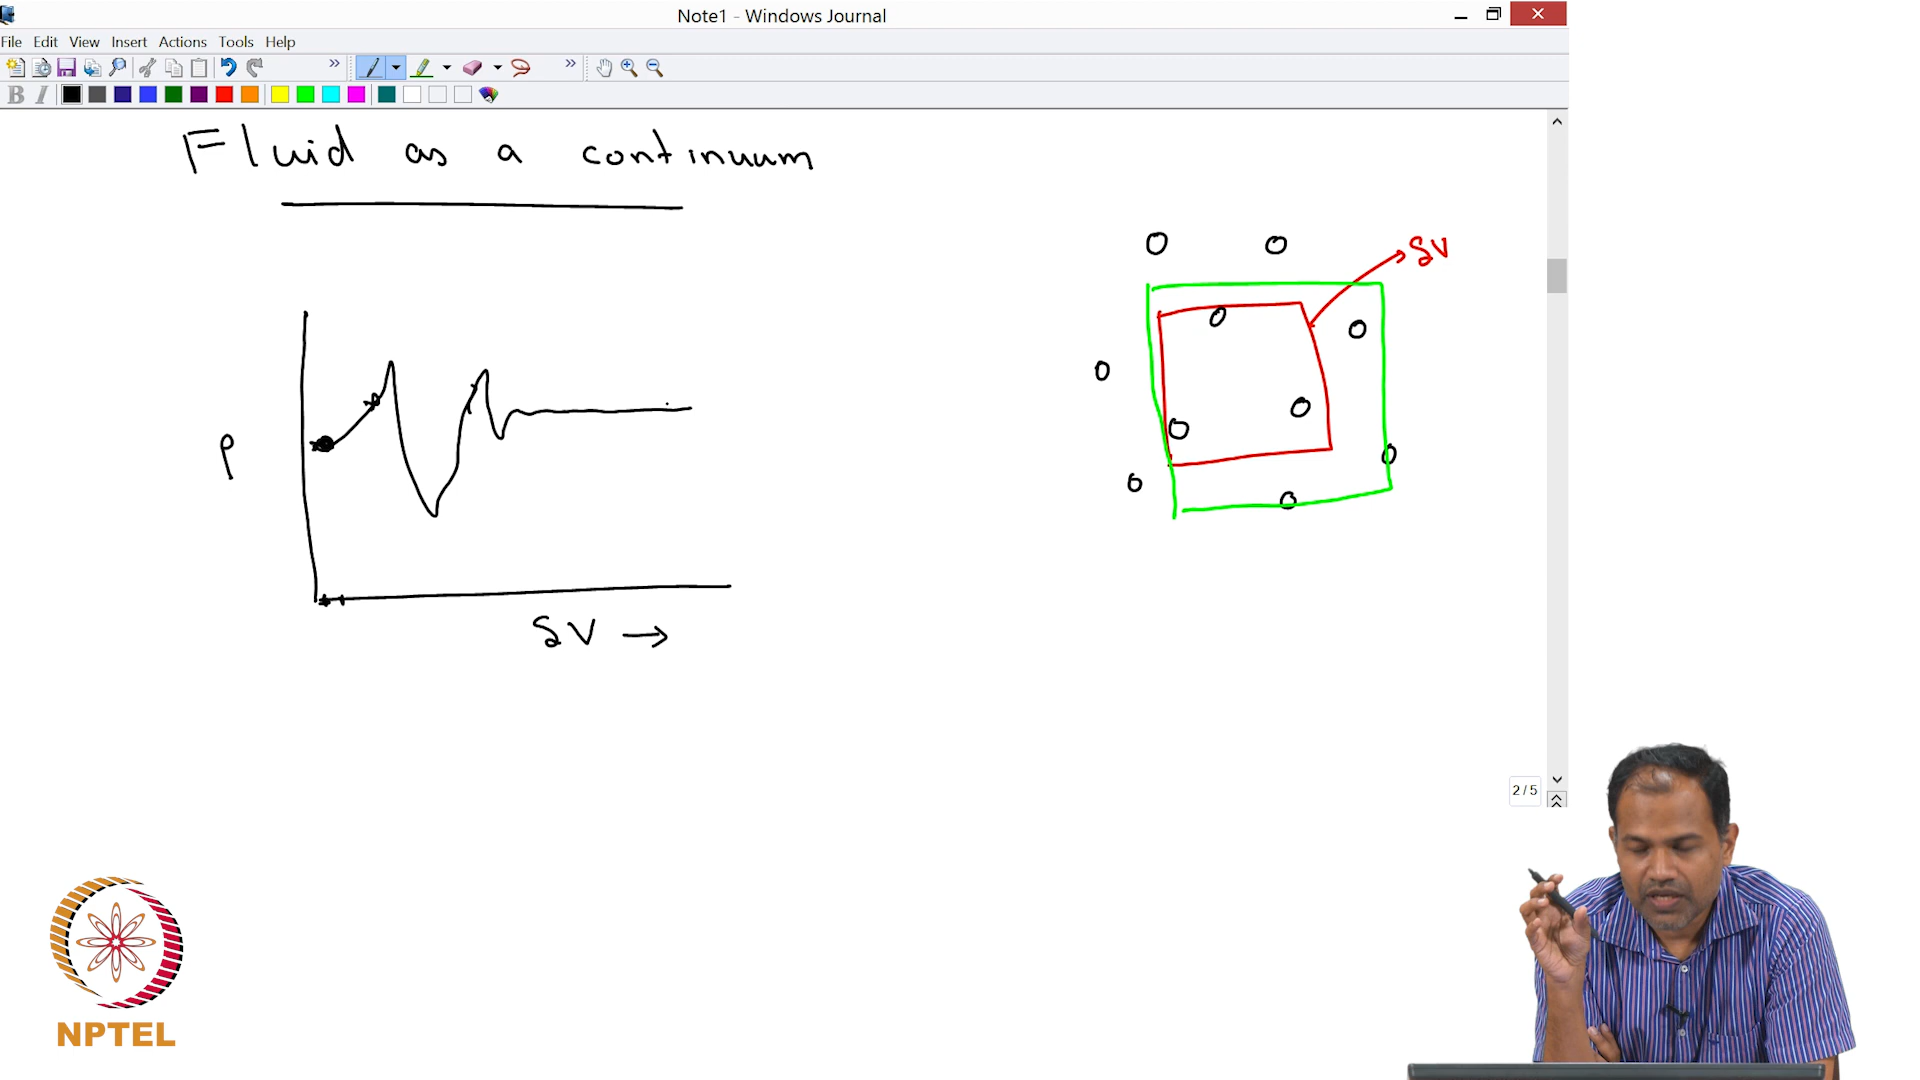 Note1 - Windows Journal
File Edit View Insert Actions Tools Help
B I
Fluid as a continuum
δV
ρ
δV →
2 / 5
NPTEL